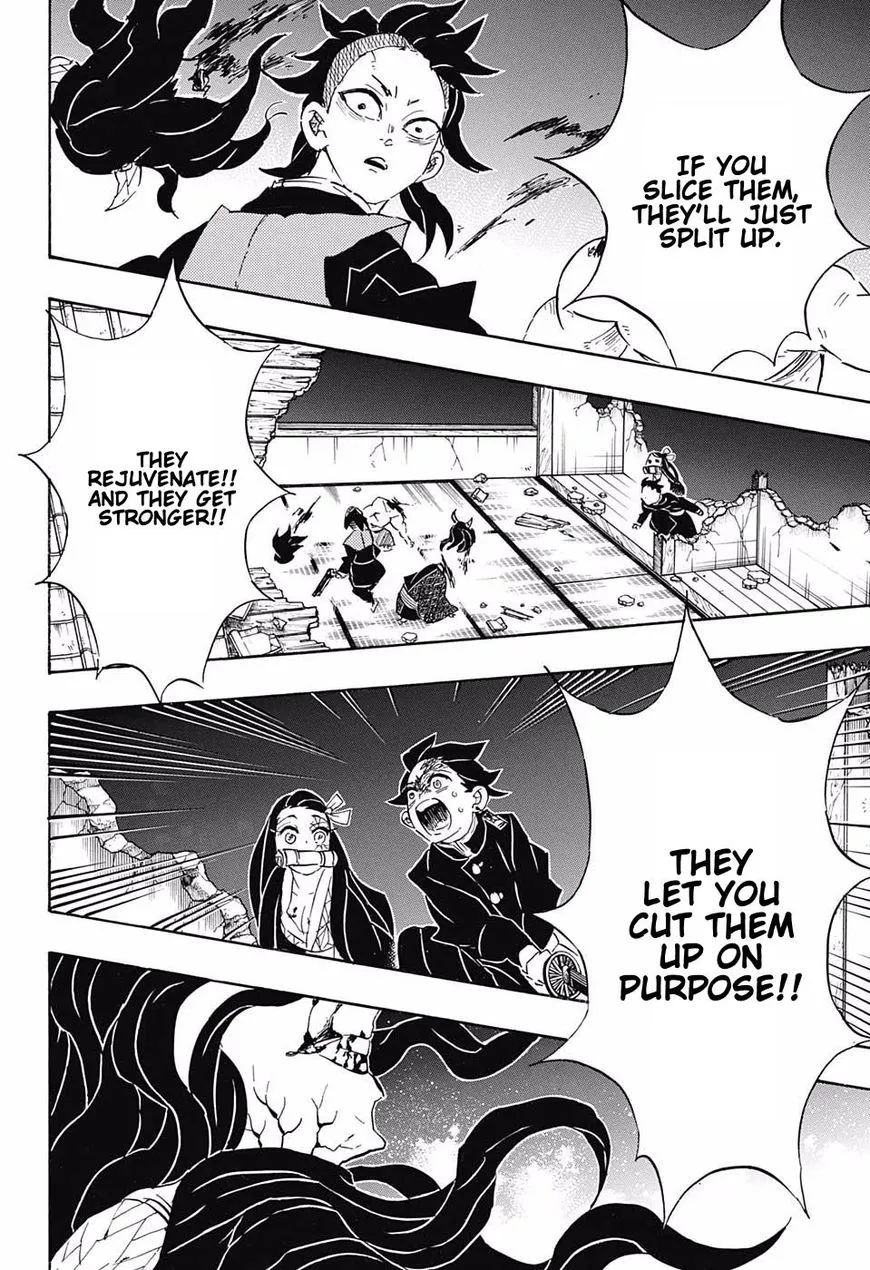 IF YOU
SLICE THEM,
THEY'LL JUST
SPLIT UP.
THEY
REJUVENATE!!
AND THEY GET
STRONGER!!
THEY
LET YOU
CUT THEM
UP ON
PURPOSE!!